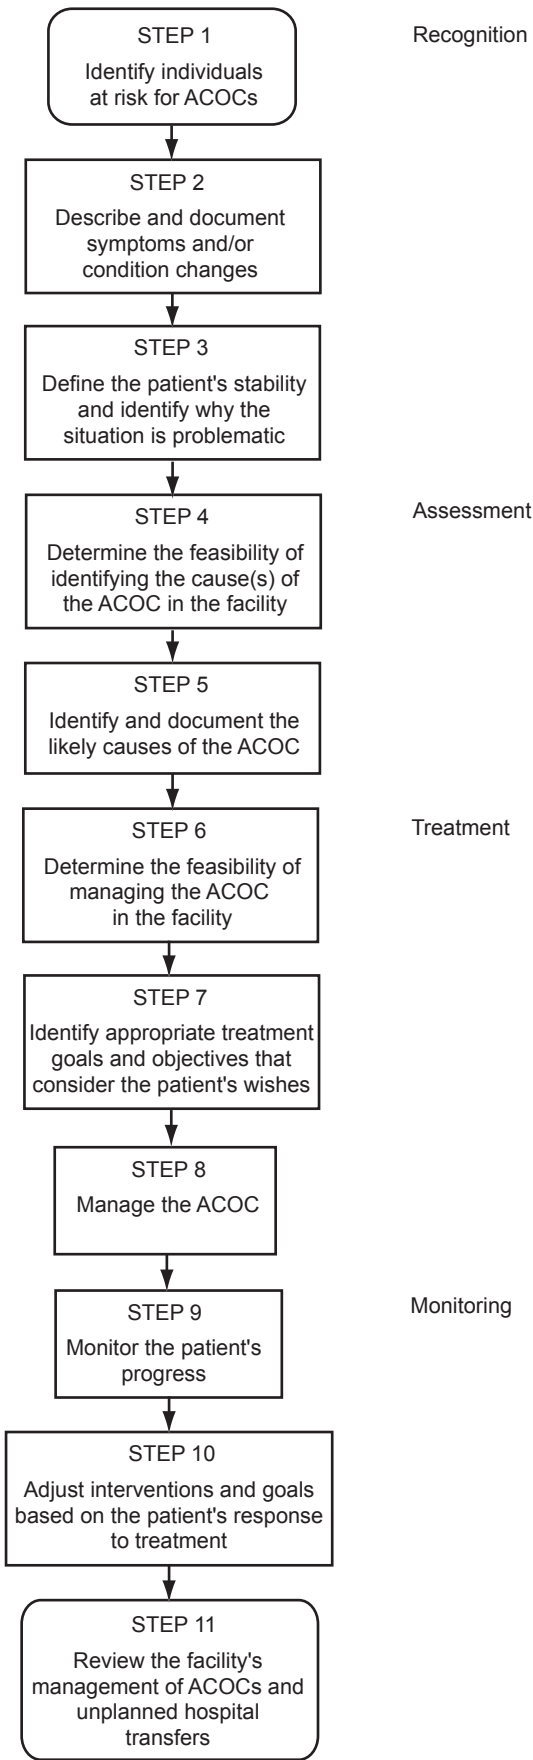 STEP 1
Recognition
Identify individuals
at risk for ACOCs
STEP 2
Describe and document
symptoms and/or
condition changes
STEP 3
Define the patient's stability
and identify why the
situation is problematic
STEP 4
Assessment
Determine the feasibility of
identifying the cause(s) of
the ACOC in the facility
STEP 5
Identify and document the
likely causes of the ACOC
STEP 6
Treatment
Determine the feasibility of
managing the ACOC
in the facility
STEP 7
Identify appropriate treatment
goals and objectives that
consider the patient's wishes
STEP 8
Manage the ACOC
STEP 9
Monitoring
Monitor the patient's
progress
STEP 10
Adjust interventions and goals
based on the patient's response
to treatment
STEP 11
Review the facility's
management of ACOCs and
unplanned hospital
transfers